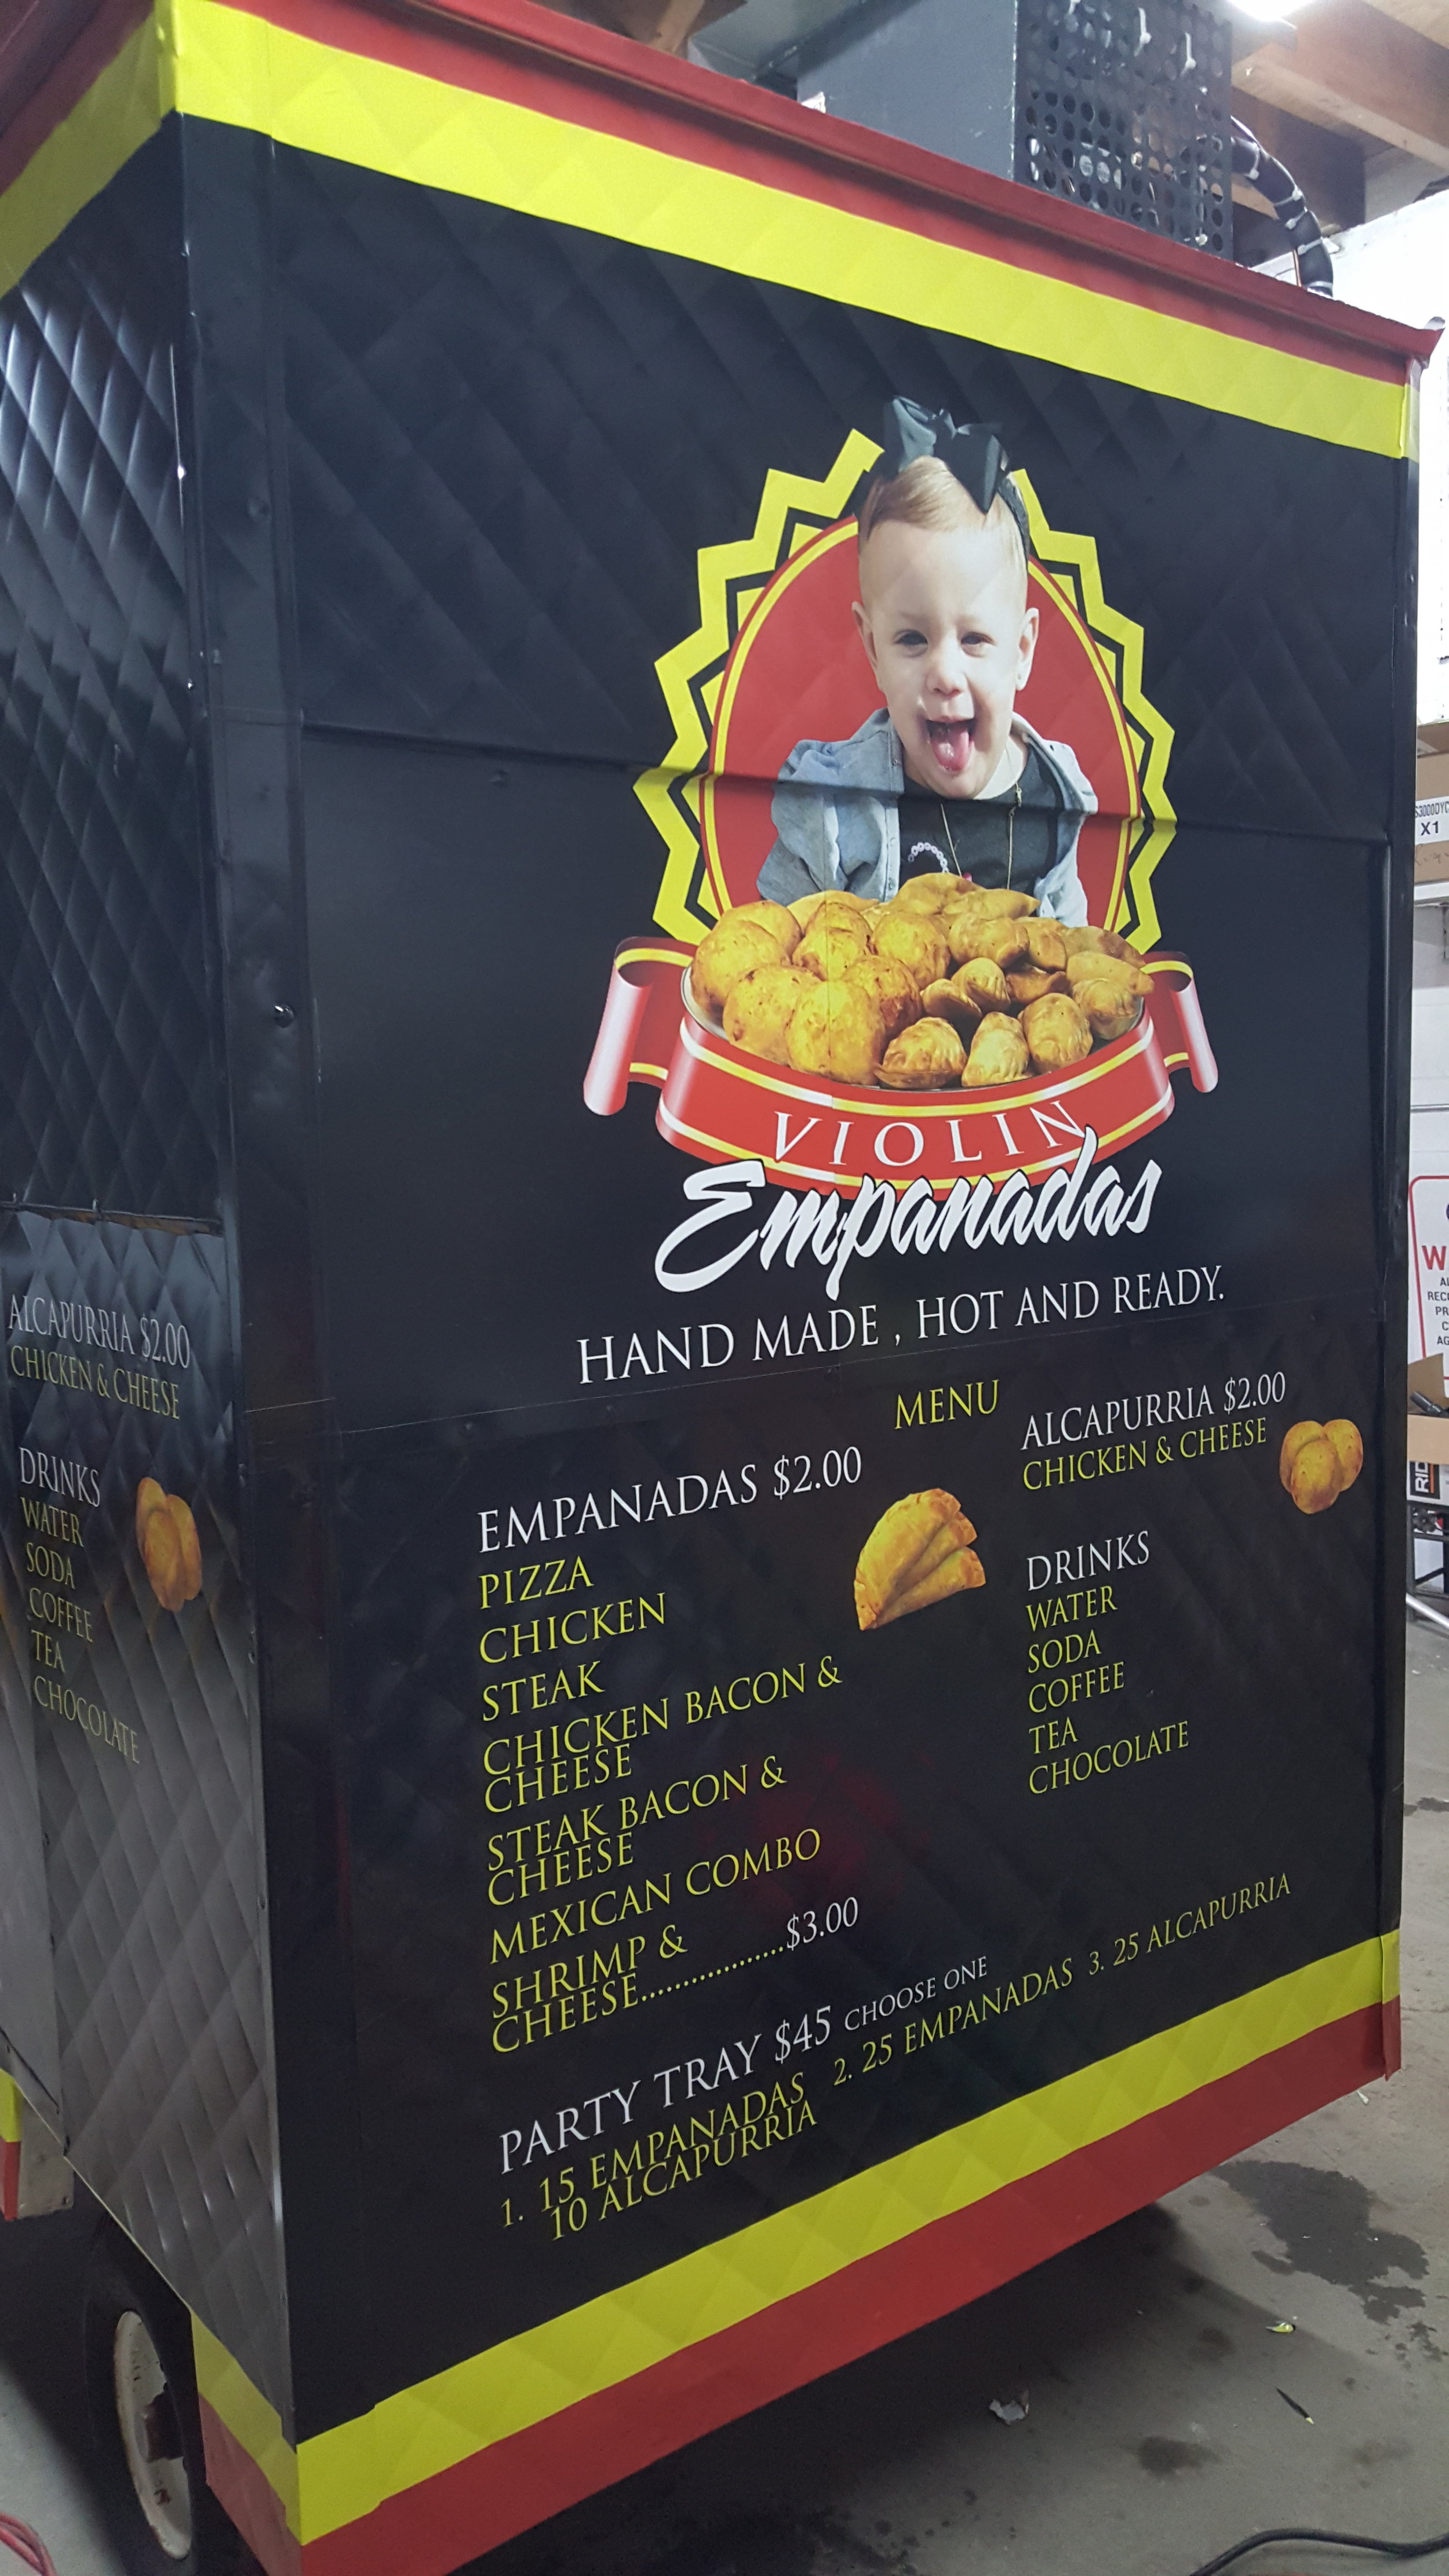 VIOLIN
Empanadas
HAND MADE , HOT AND READY.
MENU
EMPANADAS $2.00
PIZZA
CHICKEN
STEAK
CHICKEN BACON &
CHEESE
STEAK BACON &
CHEESE
MEXICAN COMBO
SHRIMP &
CHEESE.................$3.00
ALCAPURRIA $2.00
CHICKEN & CHEESE
DRINKS
WATER
SODA
COFFEE
TEA
CHOCOLATE
PARTY TRAY $45 CHOOSE ONE
1. 15 EMPANADAS 2. 25 EMPANADAS 3. 25 ALCAPURRIA
10 ALCAPURRIA
ALCAPURRIA $2.00
CHICKEN & CHEESE
DRINKS
WATER
SODA
COFFEE
TEA
CHOCOLATE
X1